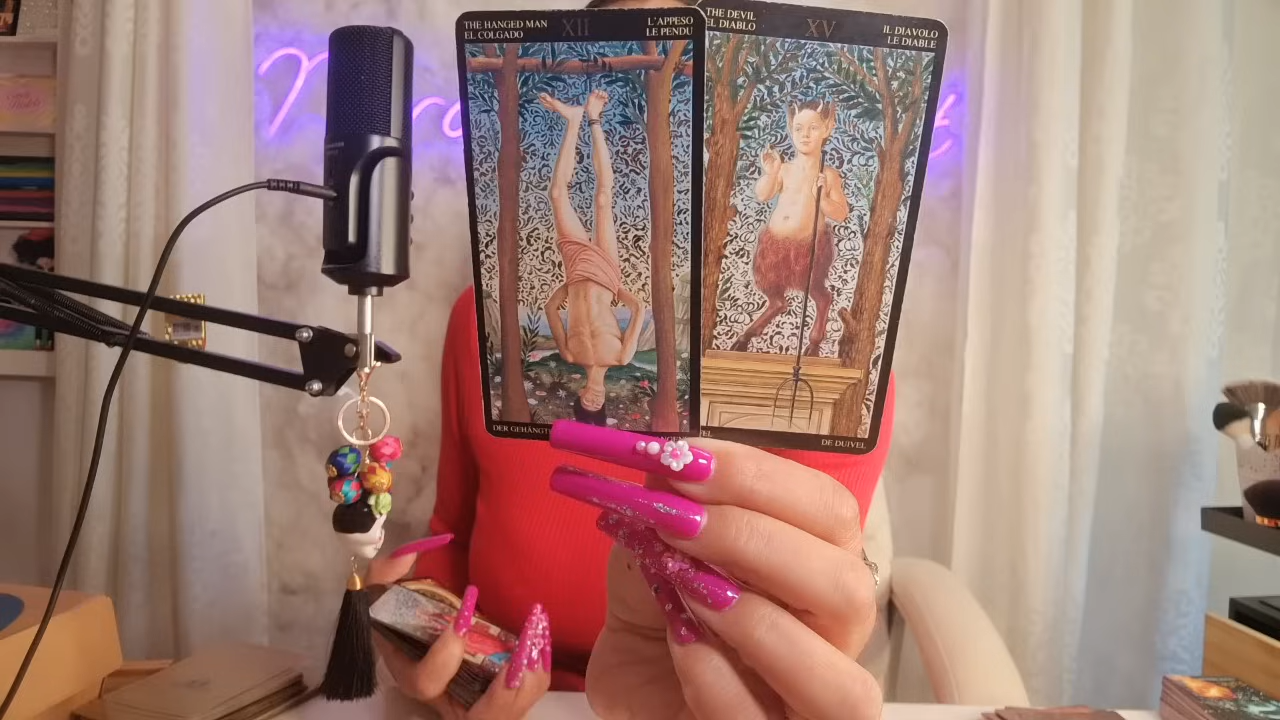 THE HANGED MAN
EL COLGADO
XII
L'APPESO
LE PENDU
THE DEVIL
EL DIABLO
XV
IL DIAVOLO
LE DIABLE
DE DUIVEL